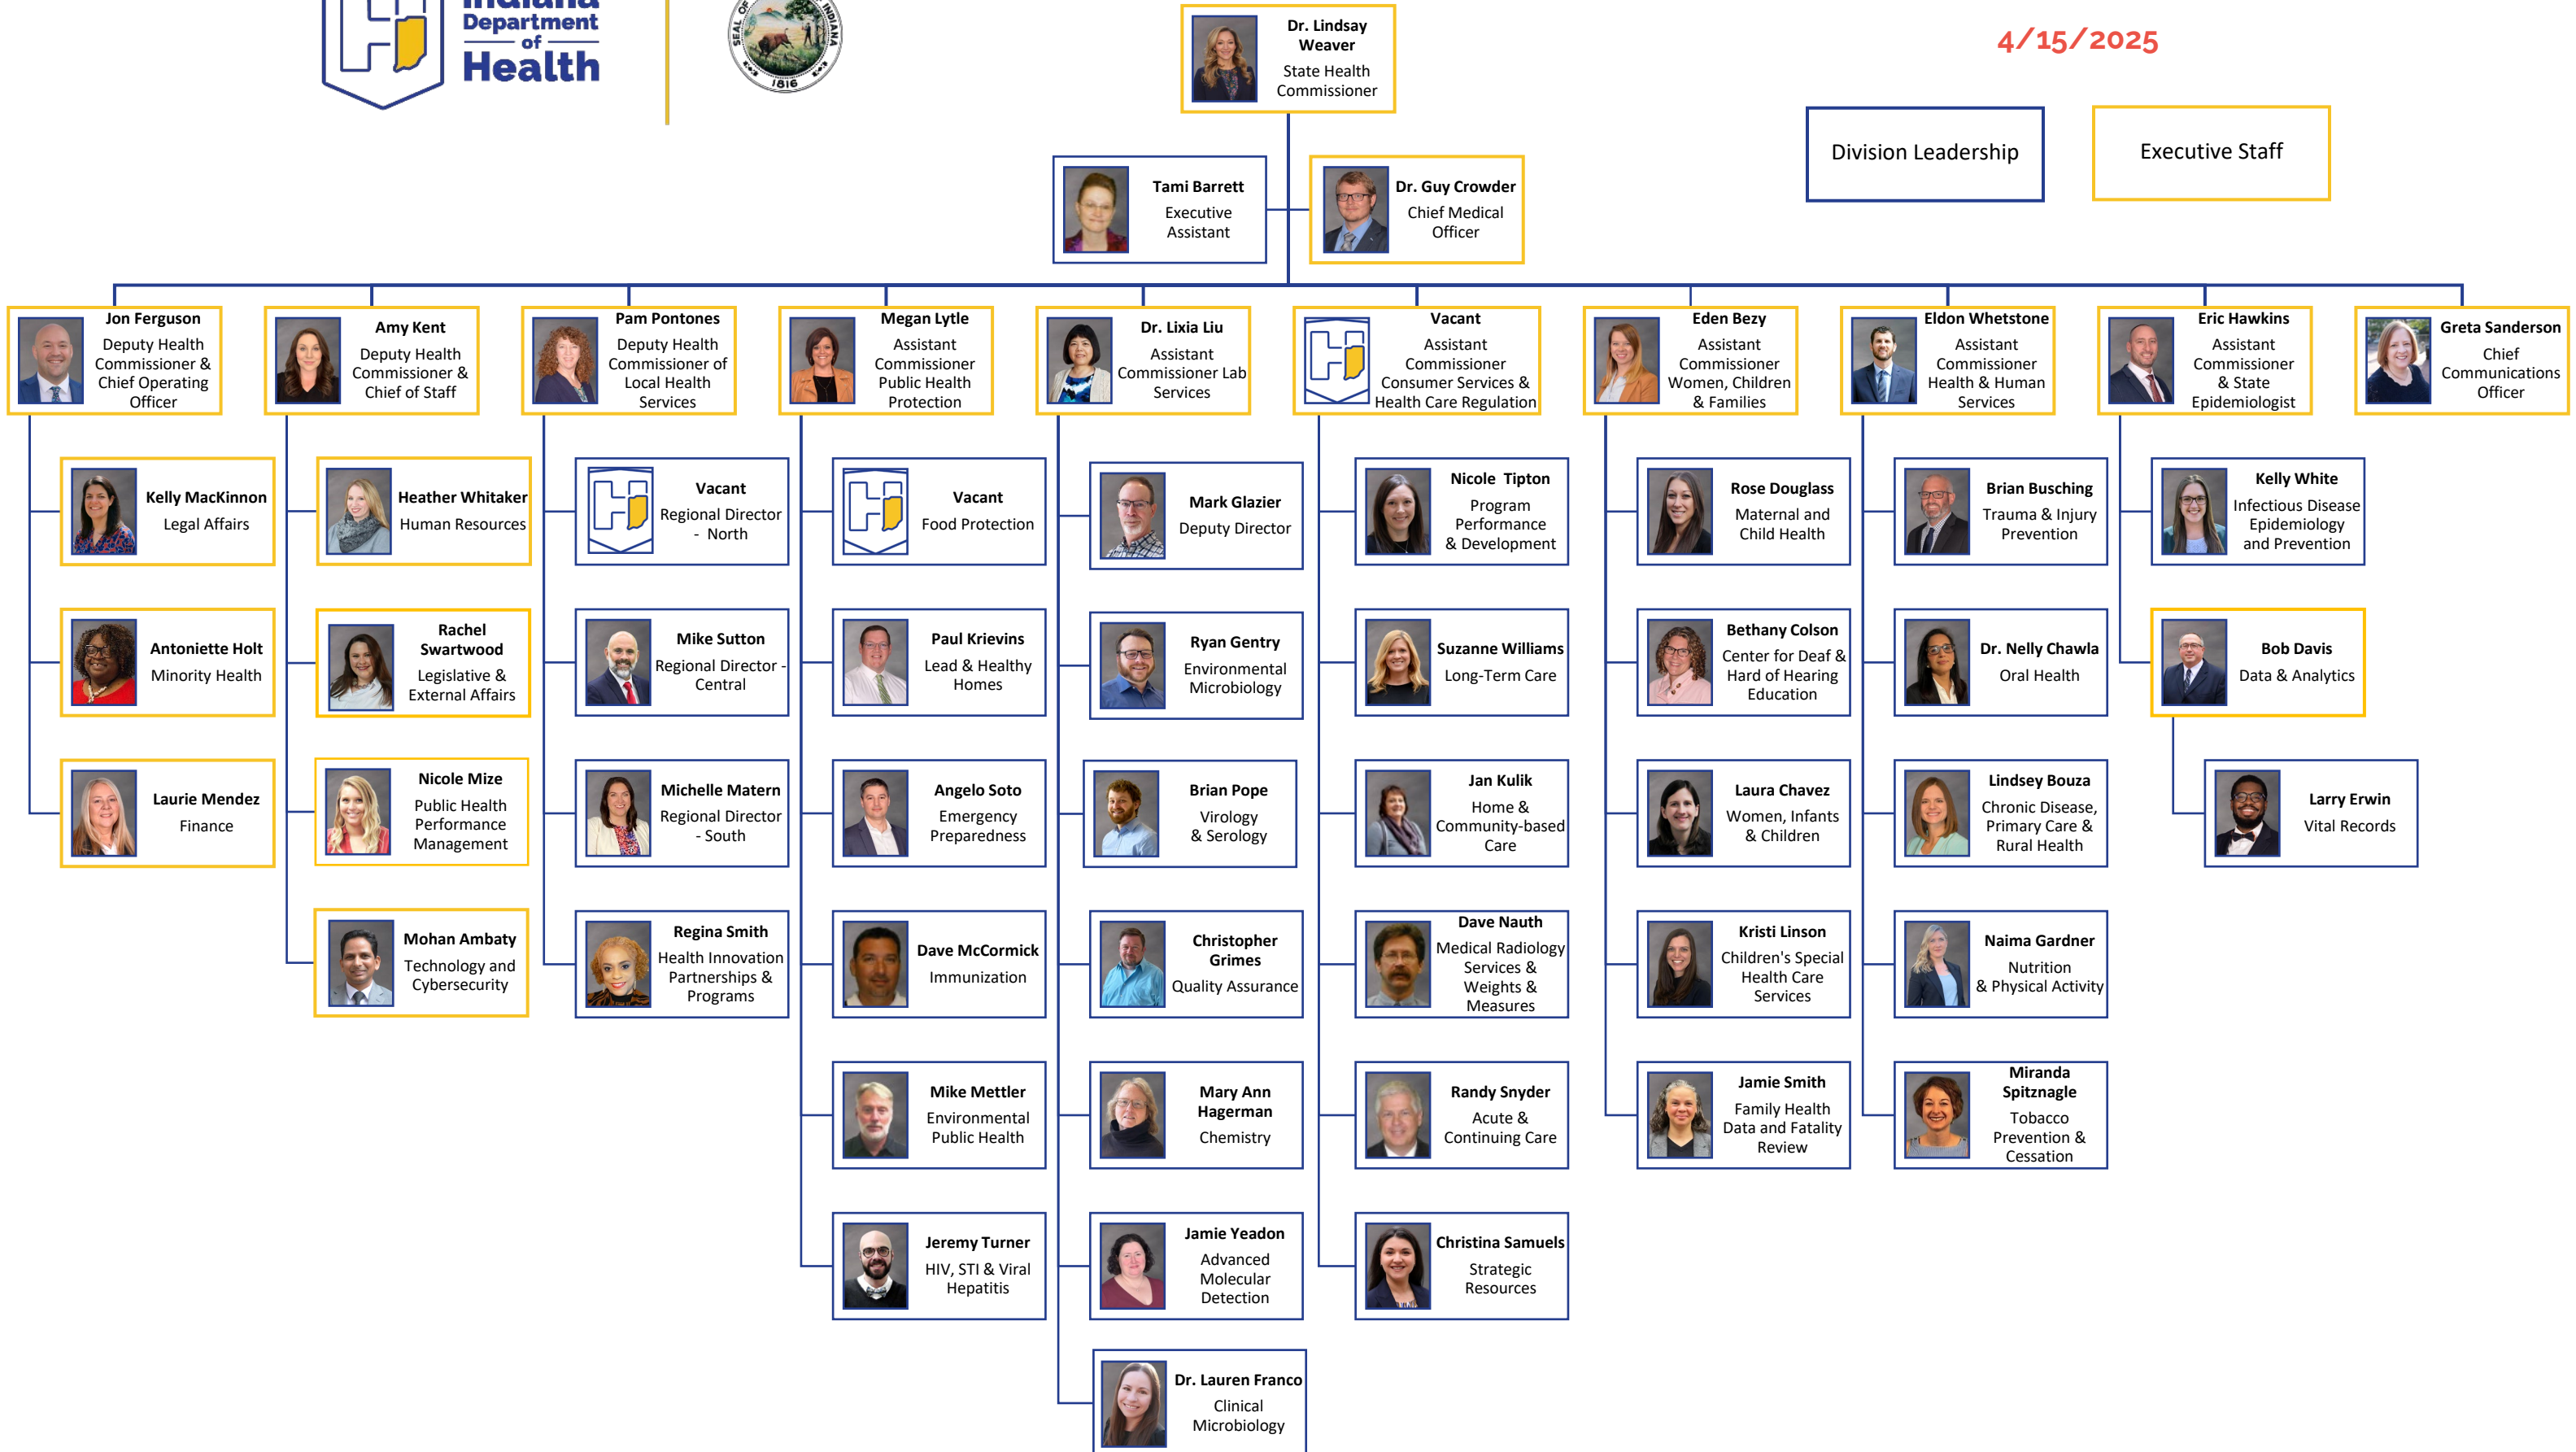 Indiana
Department
of
Health
SEAL OF
INDIANA
1816
Dr. Lindsay
Weaver
State Health
Commissioner
4/15/2025
Division Leadership
Executive Staff
Tami Barrett
Executive
Assistant
Dr. Guy Crowder
Chief Medical
Officer
Jon Ferguson
Deputy Health
Commissioner &
Chief Operating
Officer
Amy Kent
Deputy Health
Commissioner &
Chief of Staff
Pam Pontones
Deputy Health
Commissioner of
Local Health
Services
Megan Lytle
Assistant
Commissioner
Public Health
Protection
Dr. Lixia Liu
Assistant
Commissioner Lab
Services
Vacant
Assistant
Commissioner
Consumer Services &
Health Care Regulation
Eden Bezy
Assistant
Commissioner
Women, Children
& Families
Eldon Whetstone
Assistant
Commissioner
Health & Human
Services
Eric Hawkins
Assistant
Commissioner
& State
Epidemiologist
Greta Sanderson
Chief
Communications
Officer
Kelly MacKinnon
Legal Affairs
Heather Whitaker
Human Resources
Vacant
Regional Director
- North
Vacant
Food Protection
Mark Glazier
Deputy Director
Nicole Tipton
Program
Performance
& Development
Rose Douglass
Maternal and
Child Health
Brian Busching
Trauma & Injury
Prevention
Kelly White
Infectious Disease
Epidemiology
and Prevention
Antoniette Holt
Minority Health
Rachel
Swartwood
Legislative &
External Affairs
Mike Sutton
Regional Director -
Central
Paul Krievins
Lead & Healthy
Homes
Ryan Gentry
Environmental
Microbiology
Suzanne Williams
Long-Term Care
Bethany Colson
Center for Deaf &
Hard of Hearing
Education
Dr. Nelly Chawla
Oral Health
Bob Davis
Data & Analytics
Laurie Mendez
Finance
Nicole Mize
Public Health
Performance
Management
Michelle Matern
Regional Director
- South
Angelo Soto
Emergency
Preparedness
Brian Pope
Virology
& Serology
Jan Kulik
Home &
Community-based
Care
Laura Chavez
Women, Infants
& Children
Lindsey Bouza
Chronic Disease,
Primary Care &
Rural Health
Larry Erwin
Vital Records
Mohan Ambaty
Technology and
Cybersecurity
Regina Smith
Health Innovation
Partnerships &
Programs
Dave McCormick
Immunization
Christopher
Grimes
Quality Assurance
Dave Nauth
Medical Radiology
Services &
Weights &
Measures
Kristi Linson
Children's Special
Health Care
Services
Naima Gardner
Nutrition
& Physical Activity
Mike Mettler
Environmental
Public Health
Mary Ann
Hagerman
Chemistry
Randy Snyder
Acute &
Continuing Care
Jamie Smith
Family Health
Data and Fatality
Review
Miranda
Spitznagle
Tobacco
Prevention &
Cessation
Jeremy Turner
HIV, STI & Viral
Hepatitis
Jamie Yeadon
Advanced
Molecular
Detection
Christina Samuels
Strategic
Resources
Dr. Lauren Franco
Clinical
Microbiology